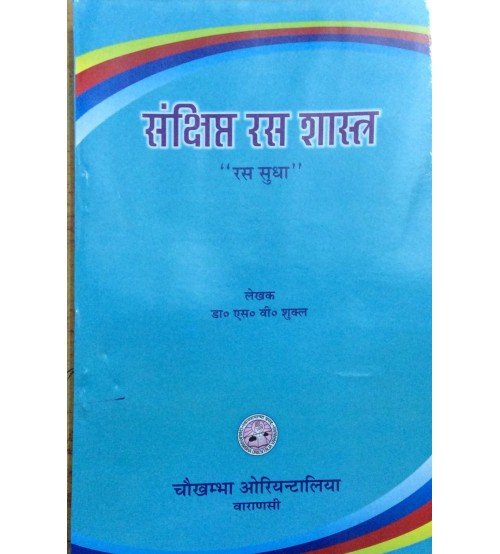 संक्षिप्त रस शास्त्र
"रस सुधा"
लेखक
डा० एस० वी० शुक्ल
चौखम्भा ओरियन्टालिया
वाराणसी